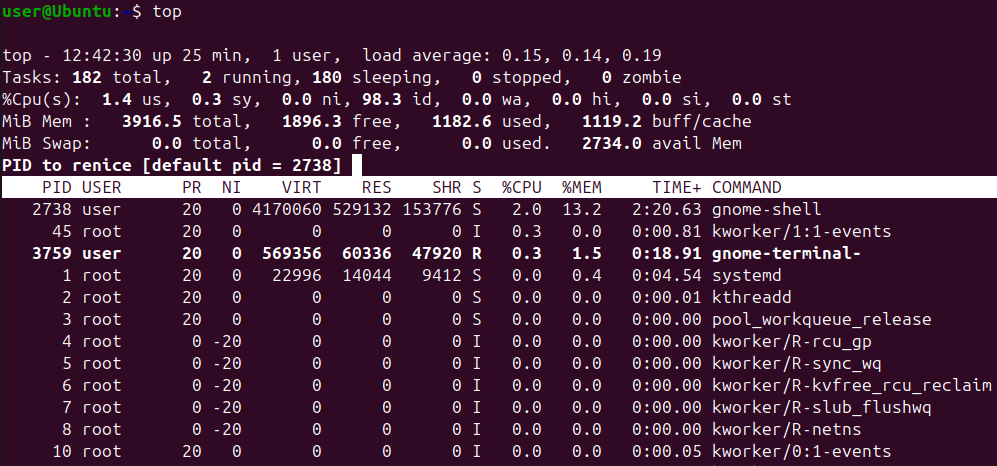 user@Ubuntu:~$ top
top - 12:42:30 up 25 min,  1 user,  load average: 0.15, 0.14, 0.19
Tasks: 182 total,   2 running, 180 sleeping,   0 stopped,   0 zombie
%Cpu(s):  1.4 us,  0.3 sy,  0.0 ni, 98.3 id,  0.0 wa,  0.0 hi,  0.0 si,  0.0 st
MiB Mem :   3916.5 total,   1896.3 free,   1182.6 used,   1119.2 buff/cache
MiB Swap:      0.0 total,      0.0 free,      0.0 used.   2734.0 avail Mem
PID to renice [default pid = 2738]
    PID USER      PR  NI    VIRT    RES    SHR S  %CPU  %MEM     TIME+ COMMAND
   2738 user      20   0 4170060 529132 153776 S   2.0  13.2   2:20.63 gnome-shell
     45 root      20   0       0      0      0 I   0.3   0.0   0:00.81 kworker/1:1-events
   3759 user      20   0  569356  60336  47920 R   0.3   1.5   0:18.91 gnome-terminal-
      1 root      20   0   22996  14044   9412 S   0.0   0.4   0:04.54 systemd
      2 root      20   0       0      0      0 S   0.0   0.0   0:00.01 kthreadd
      3 root      20   0       0      0      0 S   0.0   0.0   0:00.00 pool_workqueue_release
      4 root       0 -20       0      0      0 I   0.0   0.0   0:00.00 kworker/R-rcu_gp
      5 root       0 -20       0      0      0 I   0.0   0.0   0:00.00 kworker/R-sync_wq
      6 root       0 -20       0      0      0 I   0.0   0.0   0:00.00 kworker/R-kvfree_rcu_reclaim
      7 root       0 -20       0      0      0 I   0.0   0.0   0:00.00 kworker/R-slub_flushwq
      8 root       0 -20       0      0      0 I   0.0   0.0   0:00.00 kworker/R-netns
     10 root      20   0       0      0      0 I   0.0   0.0   0:00.05 kworker/0:1-events